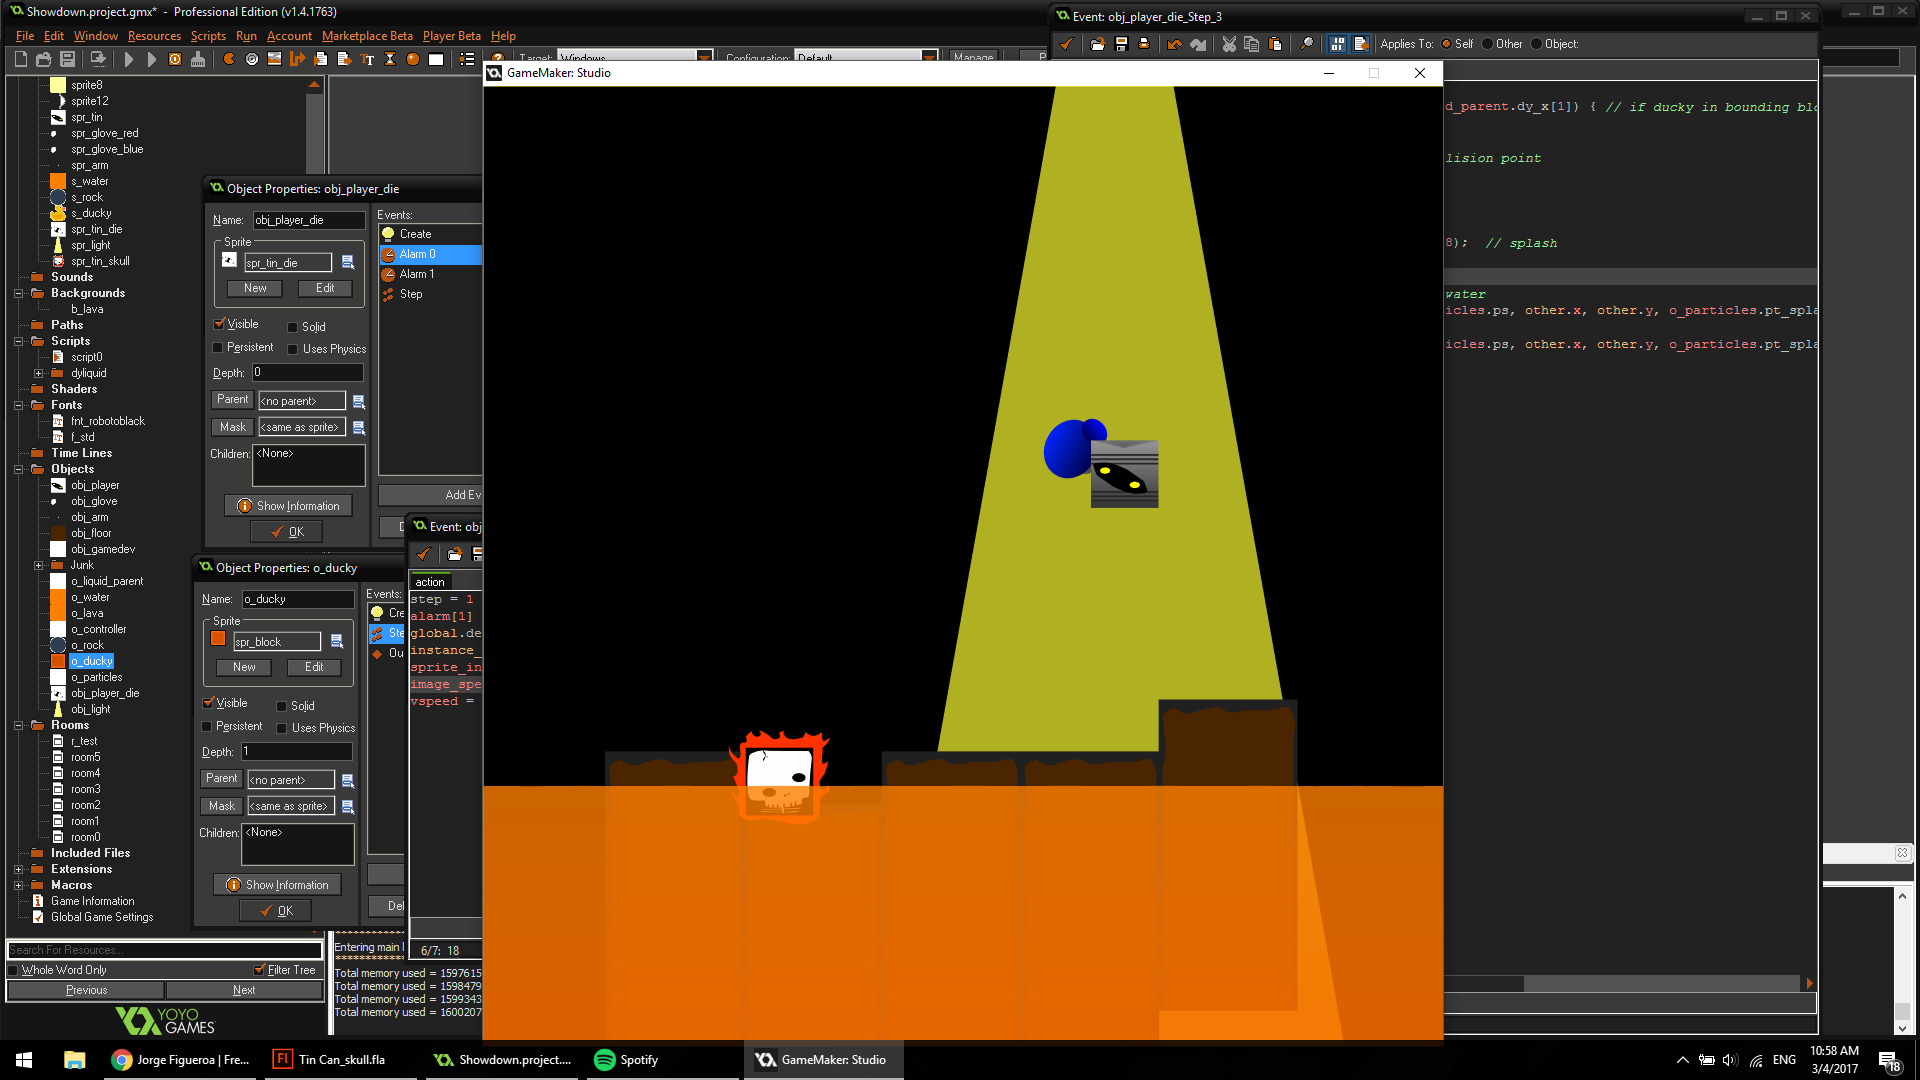 Showdown.project.gmx* - Professional Edition (v1.4.1763)
File Edit Window Resources Scripts Run Account Marketplace Beta Player Beta Help
Target: Windows Configuration: Default Manage
sprite8
sprite12
spr_tin
spr_glove_red
spr_glove_blue
spr_arm
s_water
s_rock
s_ducky
spr_tin_die
spr_light
spr_tin_skull
Sounds
Backgrounds
b_lava
Paths
Scripts
script0
dyliquid
Shaders
Fonts
fnt_robotoblack
f_std
Time Lines
Objects
obj_player
obj_glove
obj_arm
obj_floor
obj_gamedev
Junk
o_liquid_parent
o_water
o_lava
o_controller
o_rock
o_ducky
o_particles
obj_player_die
obj_light
Rooms
r_test
room5
room4
room3
room2
room1
room0
Included Files
Extensions
Macros
Game Information
Global Game Settings
Search For Resources...
Whole Word Only Filter Tree
Previous Next
YOYO
GAMES
Object Properties: obj_player_die
Name: obj_player_die
Sprite
spr_tin_die
New Edit
Visible Solid
Persistent Uses Physics
Depth: 0
Parent <no parent>
Mask <same as sprite>
Children: <None>
Show Information
OK
Events:
Create
Alarm 0
Alarm 1
Step
Add Ev
Object Properties: o_ducky
Name: o_ducky
Sprite
spr_block
New Edit
Visible Solid
Persistent Uses Physics
Depth: 1
Parent <no parent>
Mask <same as sprite>
Children: <None>
Show Information
OK
Events:
Cre
Ste
Ou
Del
Event: obj
action
step = 1
alarm[1]
global.de
instance_
sprite_in
image_spe
vspeed =
6/7: 18
Entering main l
Total memory used = 1597615
Total memory used = 1598479
Total memory used = 1599343
Total memory used = 1600207
GameMaker: Studio
Event: obj_player_die_Step_3
Applies To: Self Other Object:
d_parent.dy_x[1]) { // if ducky in bounding blo
lision point
8); // splash
water
icles.ps, other.x, other.y, o_particles.pt_spla
icles.ps, other.x, other.y, o_particles.pt_spla
Jorge Figueroa | Fre...
Tin Can_skull.fla
Showdown.project....
Spotify
GameMaker: Studio
ENG
10:58 AM
3/4/2017
18